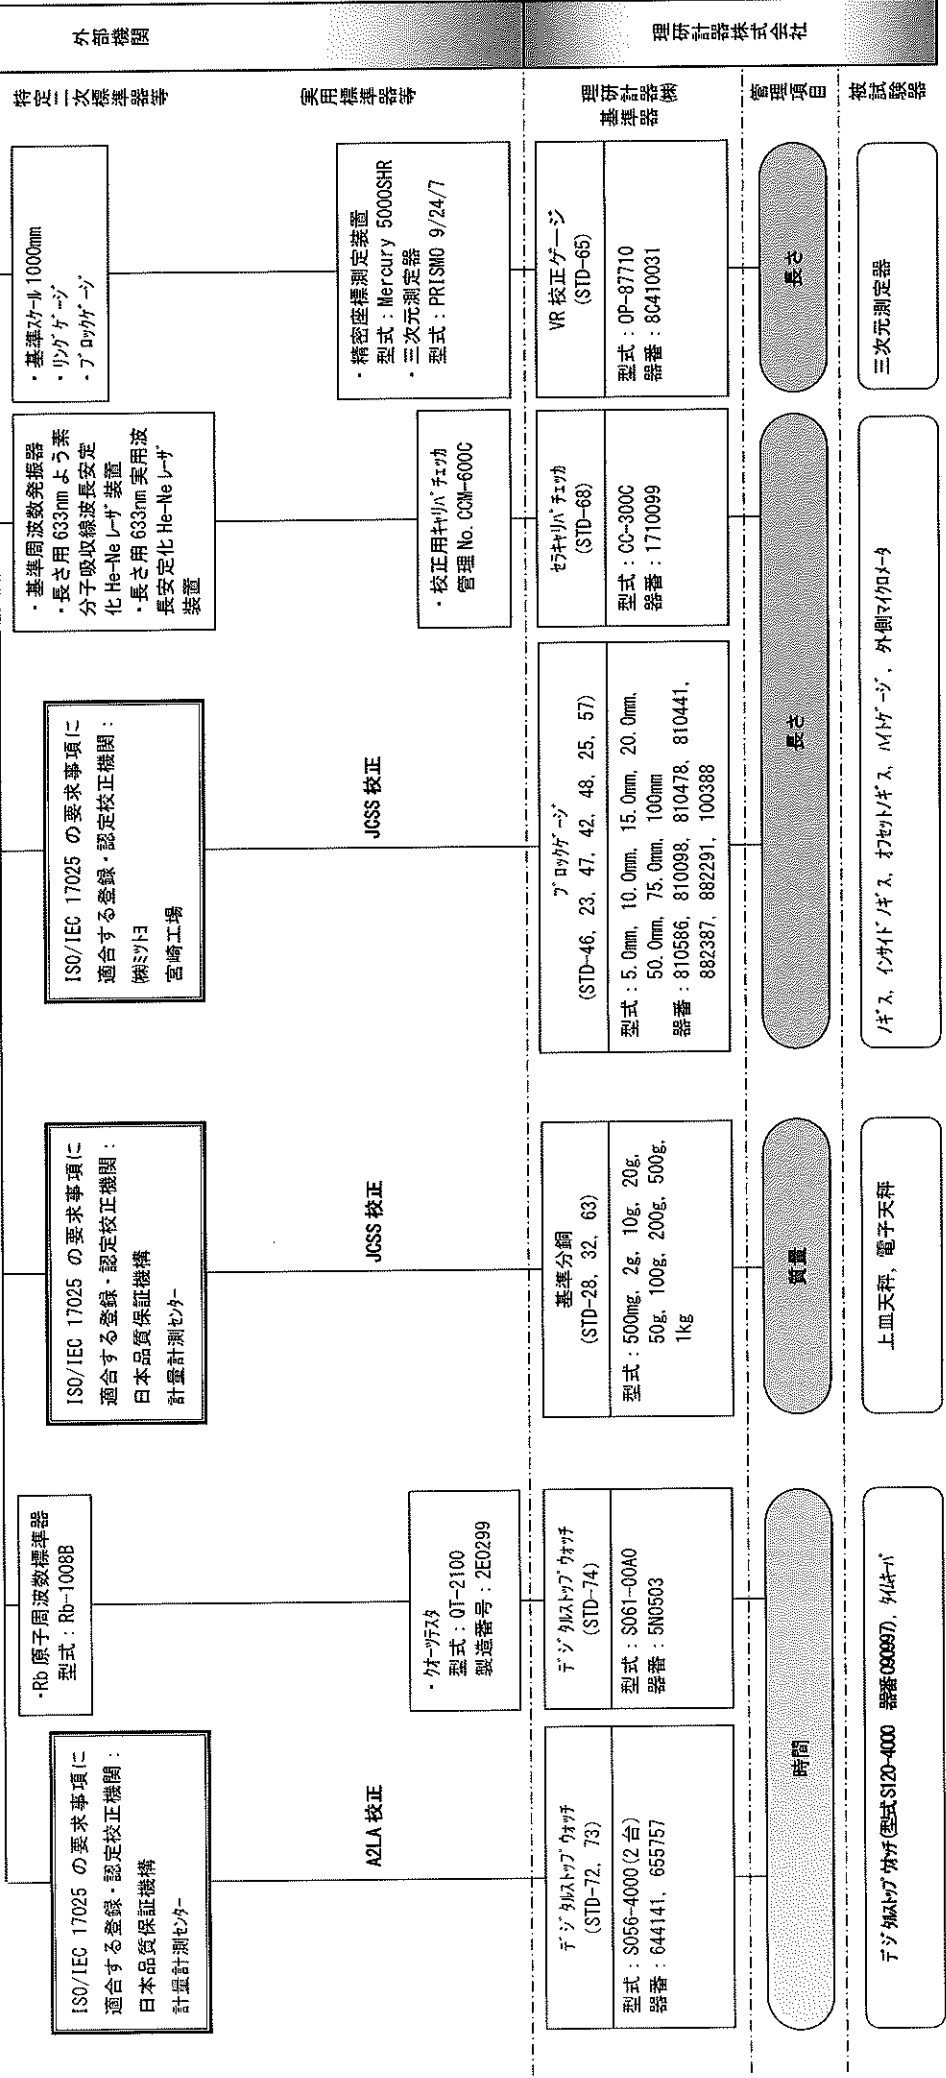 外部機関
理研計器株式会社
特定二次標準器等
実用標準器等
理研計器㈱
基準器
管理項目
被試験器
ISO/IEC 17025 の要求事項に
適合する登録・認定校正機関：
日本品質保証機構
計量計測センター
A2LA 校正
デジタルストップウォッチ
(STD-72, 73)
型式：S056-4000(2 台)
器番：644141, 655757
・Rb 原子周波数標準器
型式：Rb-1008B
・クオーツテスタ
型式：QT-2100
製造番号：2E0299
デジタルストップウォッチ
(STD-74)
型式：S061-00A0
器番：5N0503
時間
デジタルストップウォッチ(型式S120-4000 器番090997), タイムキーパ
ISO/IEC 17025 の要求事項に
適合する登録・認定校正機関：
日本品質保証機構
計量計測センター
JCSS 校正
基準分銅
(STD-28, 32, 63)
型式：500mg, 2g, 10g, 20g,
50g, 100g, 200g, 500g,
1kg
質量
上皿天秤, 電子天秤
ISO/IEC 17025 の要求事項に
適合する登録・認定校正機関：
㈱ミツトヨ
宮崎工場
JCSS 校正
ブロックゲージ
(STD-46, 23, 47, 42, 48, 25, 57)
型式：5.0mm, 10.0mm, 15.0mm, 20.0mm,
50.0mm, 75.0mm, 100mm
器番：810586, 810098, 810478, 810441,
882387, 882291, 100388
・基準周波数発振器
・長さ用 633nm よう素
分子吸収線波長安定
化 He-Ne レーザ装置
・長さ用 633nm 実用波
長安定化 He-Ne レーザ
装置
・校正用キャリパチェッカ
管理 No. CCM-600C
セラキャリパチェッカ
(STD-68)
型式：CC-300C
器番：1710099
長さ
ノギス, インサイドノギス, オフセットノギス, ハイトゲージ, 外側マイクロメータ
・基準スケール 1000mm
・リングゲージ
・ブロックゲージ
・精密座標測定装置
型式：Mercury 5000SHR
・三次元測定器
型式：PRISMO 9/24/7
VR 校正ゲージ
(STD-65)
型式：OP-87710
器番：8C410031
長さ
三次元測定器